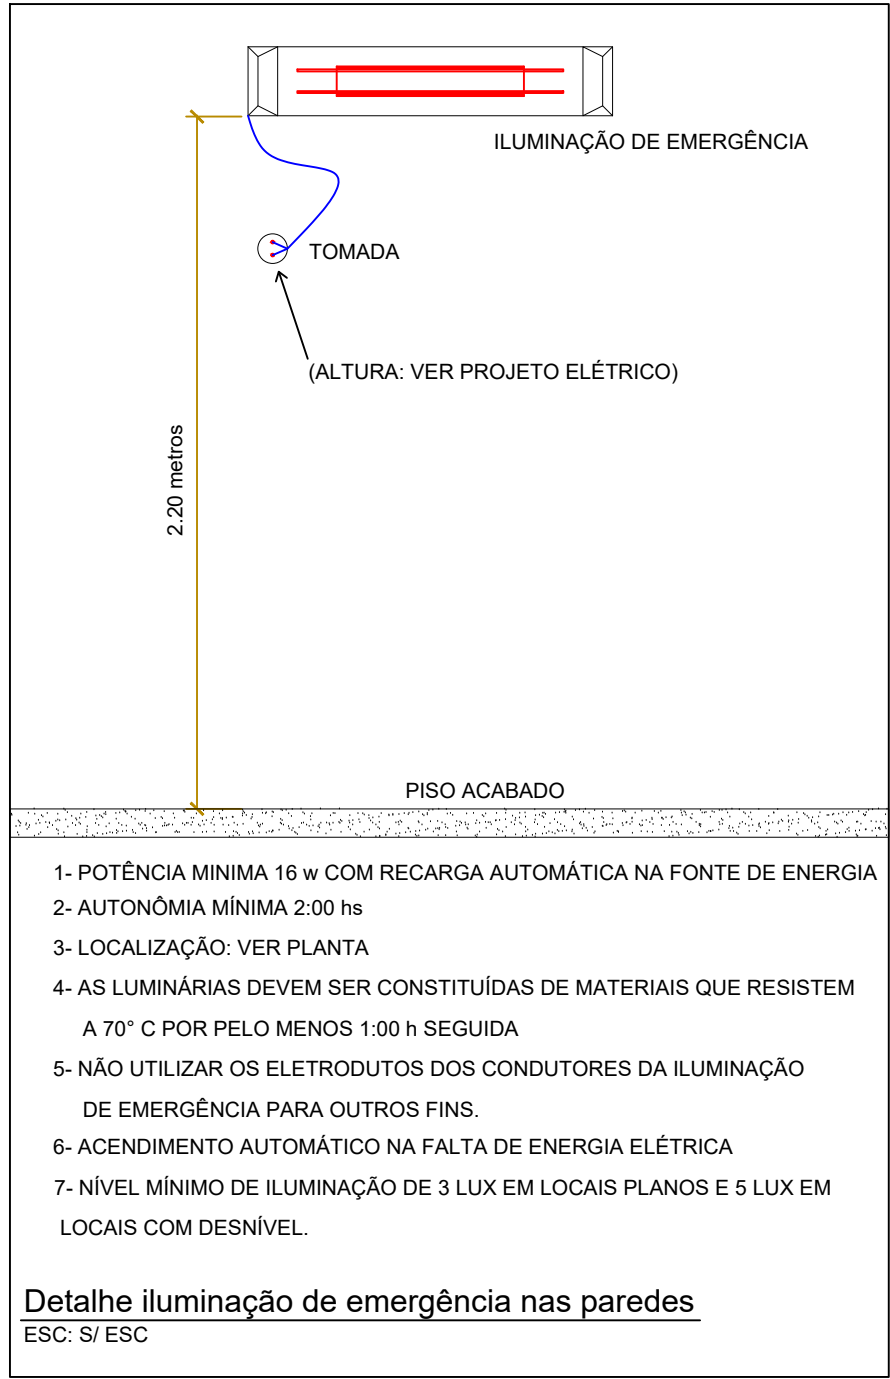 ILUMINAÇÃO DE EMERGÊNCIA
TOMADA
(ALTURA: VER PROJETO ELÉTRICO)
2.20 metros
PISO ACABADO
1- POTÊNCIA MINIMA 16 w COM RECARGA AUTOMÁTICA NA FONTE DE ENERGIA
2- AUTONÔMIA MÍNIMA 2:00 hs
3- LOCALIZAÇÃO: VER PLANTA
4- AS LUMINÁRIAS DEVEM SER CONSTITUÍDAS DE MATERIAIS QUE RESISTEM
A 70° C POR PELO MENOS 1:00 h SEGUIDA
5- NÃO UTILIZAR OS ELETRODUTOS DOS CONDUTORES DA ILUMINAÇÃO
DE EMERGÊNCIA PARA OUTROS FINS.
6- ACENDIMENTO AUTOMÁTICO NA FALTA DE ENERGIA ELÉTRICA
7- NÍVEL MÍNIMO DE ILUMINAÇÃO DE 3 LUX EM LOCAIS PLANOS E 5 LUX EM
LOCAIS COM DESNÍVEL.
Detalhe iluminação de emergência nas paredes
ESC: S/ ESC